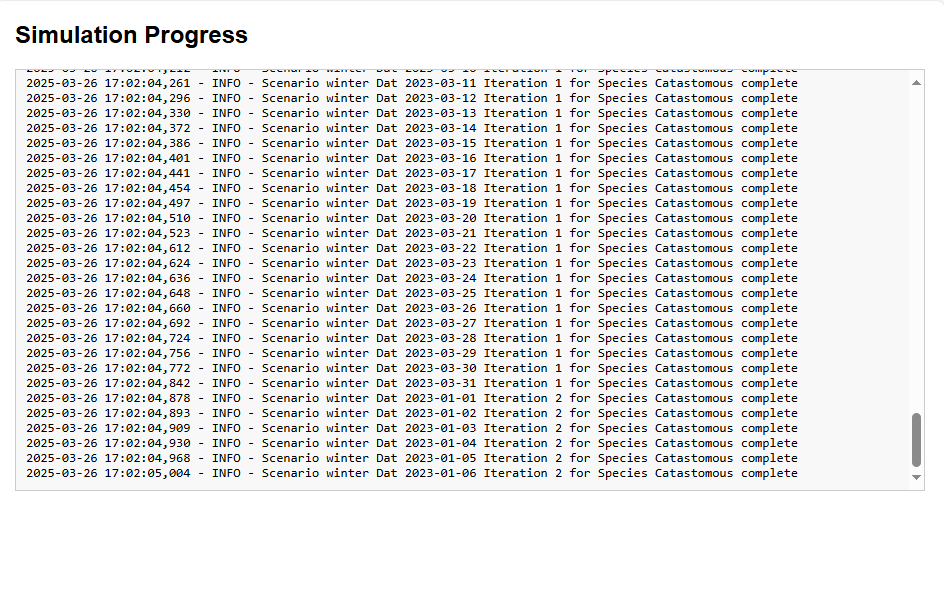 Simulation Progress
2025-03-26 17:02:04,212 - INFO - Scenario winter Dat 2023-03-10 Iteration 1 for Species Catastomous complete
2025-03-26 17:02:04,261 - INFO - Scenario winter Dat 2023-03-11 Iteration 1 for Species Catastomous complete
2025-03-26 17:02:04,296 - INFO - Scenario winter Dat 2023-03-12 Iteration 1 for Species Catastomous complete
2025-03-26 17:02:04,330 - INFO - Scenario winter Dat 2023-03-13 Iteration 1 for Species Catastomous complete
2025-03-26 17:02:04,372 - INFO - Scenario winter Dat 2023-03-14 Iteration 1 for Species Catastomous complete
2025-03-26 17:02:04,386 - INFO - Scenario winter Dat 2023-03-15 Iteration 1 for Species Catastomous complete
2025-03-26 17:02:04,401 - INFO - Scenario winter Dat 2023-03-16 Iteration 1 for Species Catastomous complete
2025-03-26 17:02:04,441 - INFO - Scenario winter Dat 2023-03-17 Iteration 1 for Species Catastomous complete
2025-03-26 17:02:04,454 - INFO - Scenario winter Dat 2023-03-18 Iteration 1 for Species Catastomous complete
2025-03-26 17:02:04,497 - INFO - Scenario winter Dat 2023-03-19 Iteration 1 for Species Catastomous complete
2025-03-26 17:02:04,510 - INFO - Scenario winter Dat 2023-03-20 Iteration 1 for Species Catastomous complete
2025-03-26 17:02:04,523 - INFO - Scenario winter Dat 2023-03-21 Iteration 1 for Species Catastomous complete
2025-03-26 17:02:04,612 - INFO - Scenario winter Dat 2023-03-22 Iteration 1 for Species Catastomous complete
2025-03-26 17:02:04,624 - INFO - Scenario winter Dat 2023-03-23 Iteration 1 for Species Catastomous complete
2025-03-26 17:02:04,636 - INFO - Scenario winter Dat 2023-03-24 Iteration 1 for Species Catastomous complete
2025-03-26 17:02:04,648 - INFO - Scenario winter Dat 2023-03-25 Iteration 1 for Species Catastomous complete
2025-03-26 17:02:04,660 - INFO - Scenario winter Dat 2023-03-26 Iteration 1 for Species Catastomous complete
2025-03-26 17:02:04,692 - INFO - Scenario winter Dat 2023-03-27 Iteration 1 for Species Catastomous complete
2025-03-26 17:02:04,724 - INFO - Scenario winter Dat 2023-03-28 Iteration 1 for Species Catastomous complete
2025-03-26 17:02:04,756 - INFO - Scenario winter Dat 2023-03-29 Iteration 1 for Species Catastomous complete
2025-03-26 17:02:04,772 - INFO - Scenario winter Dat 2023-03-30 Iteration 1 for Species Catastomous complete
2025-03-26 17:02:04,842 - INFO - Scenario winter Dat 2023-03-31 Iteration 1 for Species Catastomous complete
2025-03-26 17:02:04,878 - INFO - Scenario winter Dat 2023-01-01 Iteration 2 for Species Catastomous complete
2025-03-26 17:02:04,893 - INFO - Scenario winter Dat 2023-01-02 Iteration 2 for Species Catastomous complete
2025-03-26 17:02:04,909 - INFO - Scenario winter Dat 2023-01-03 Iteration 2 for Species Catastomous complete
2025-03-26 17:02:04,930 - INFO - Scenario winter Dat 2023-01-04 Iteration 2 for Species Catastomous complete
2025-03-26 17:02:04,968 - INFO - Scenario winter Dat 2023-01-05 Iteration 2 for Species Catastomous complete
2025-03-26 17:02:05,004 - INFO - Scenario winter Dat 2023-01-06 Iteration 2 for Species Catastomous complete